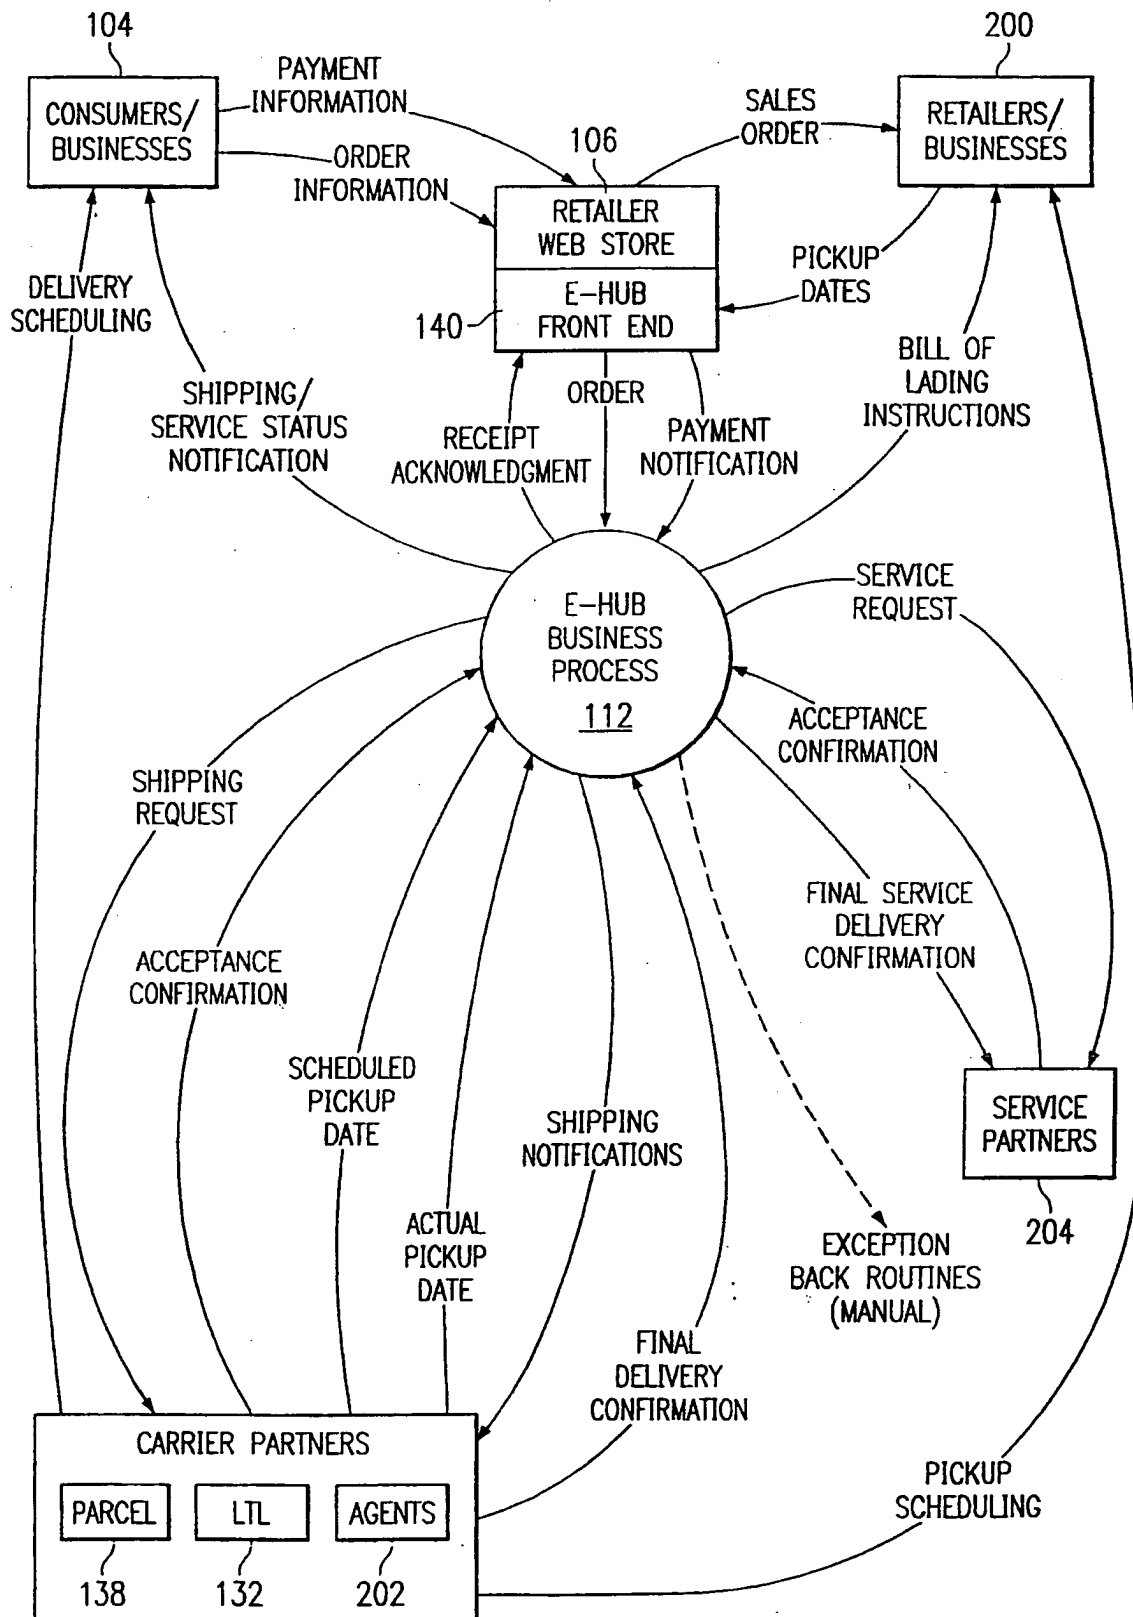 104
200
CONSUMERS/
BUSINESSES
PAYMENT
INFORMATION
ORDER
INFORMATION
SALES
ORDER
RETAILERS/
BUSINESSES
106
RETAILER
WEB STORE
E-HUB
FRONT END
140
PICKUP
DATES
DELIVERY
SCHEDULING
SHIPPING/
SERVICE STATUS
NOTIFICATION
RECEIPT
ACKNOWLEDGMENT
ORDER
PAYMENT
NOTIFICATION
BILL OF
LADING
INSTRUCTIONS
E-HUB
BUSINESS
PROCESS
112
SERVICE
REQUEST
ACCEPTANCE
CONFIRMATION
SHIPPING
REQUEST
FINAL SERVICE
DELIVERY
CONFIRMATION
ACCEPTANCE
CONFIRMATION
SCHEDULED
PICKUP
DATE
SHIPPING
NOTIFICATIONS
SERVICE
PARTNERS
204
ACTUAL
PICKUP
DATE
EXCEPTION
BACK ROUTINES
(MANUAL)
FINAL
DELIVERY
CONFIRMATION
CARRIER PARTNERS
PARCEL
LTL
AGENTS
138
132
202
PICKUP
SCHEDULING